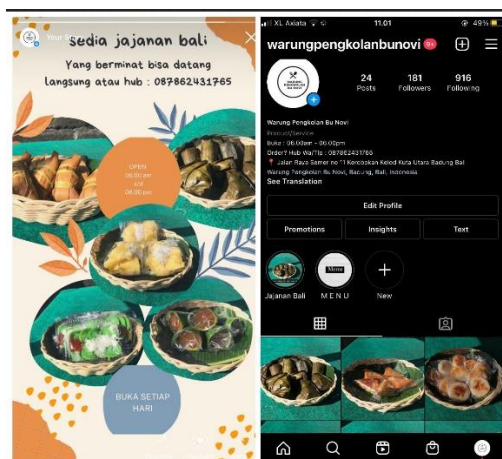 Your Story
sedia jajanan bali
Yang berminat bisa datang
langsung atau hub : 087862431765
OPEN
06.00 am
s/d
06.00 pm
BUKA SETIAP
HARI
XL Axiata
11.01
49%
warungpengkolanbunovi
9+
24
181
916
Posts
Followers
Following
Warung Pengkolan Bu Novi
Product/Service
Buka : 06.00am - 06.00pm
Order? Hub Wa/Tlp : 087862431765
Jalan Raya Semer no 11 Kerobokan Kelod Kuta Utara Badung Bali
Warung Pengkolan Bu Novi, Badung, Bali, Indonesia
See Translation
Edit Profile
Promotions
Insights
Text
Jajanan Bali
Menu
M E N U
New